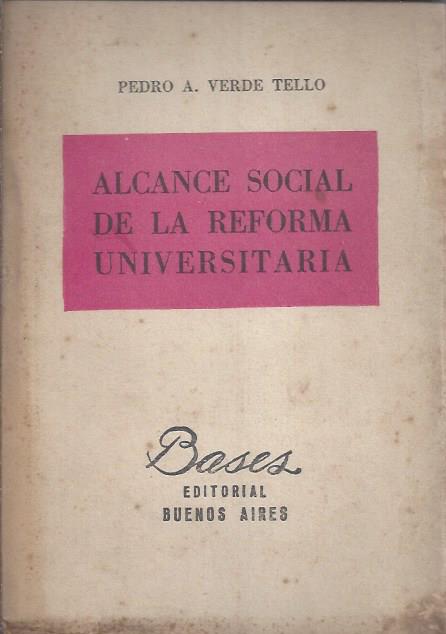 PEDRO A. VERDE TELLO
ALCANCE SOCIAL
DE LA REFORMA
UNIVERSITARIA
Bases
EDITORIAL
BUENOS AIRES